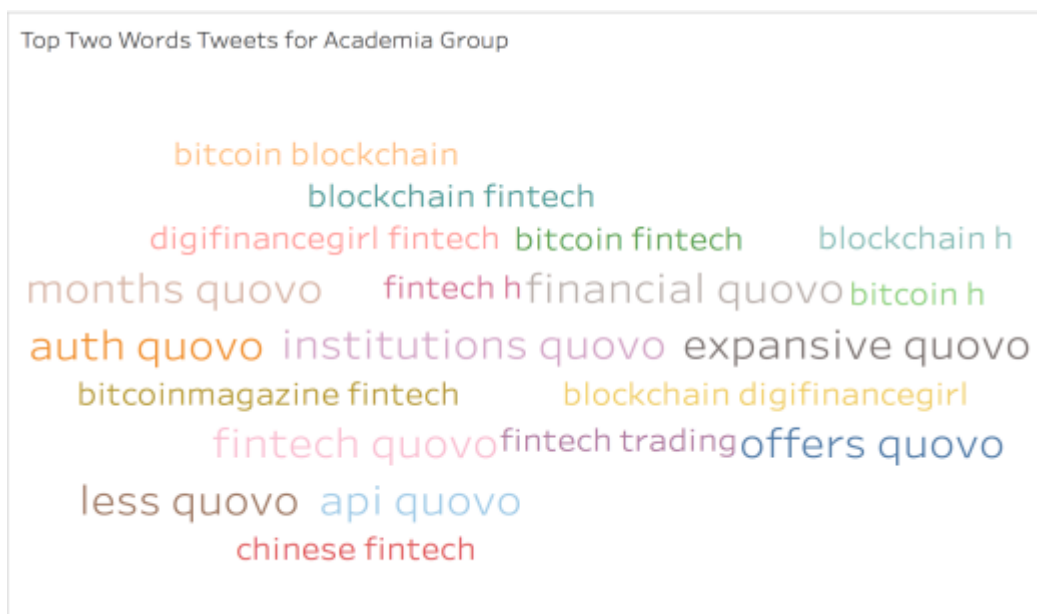 Top Two Words Tweets for Academia Group
bitcoin blockchain
blockchain fintech
digifinancegirl fintech bitcoin fintech blockchain h
months quovo fintech h financial quovo bitcoin h
auth quovo institutions quovo expansive quovo
bitcoinmagazine fintech blockchain digifinancegirl
fintech quovo fintech trading offers quovo
less quovo api quovo
chinese fintech